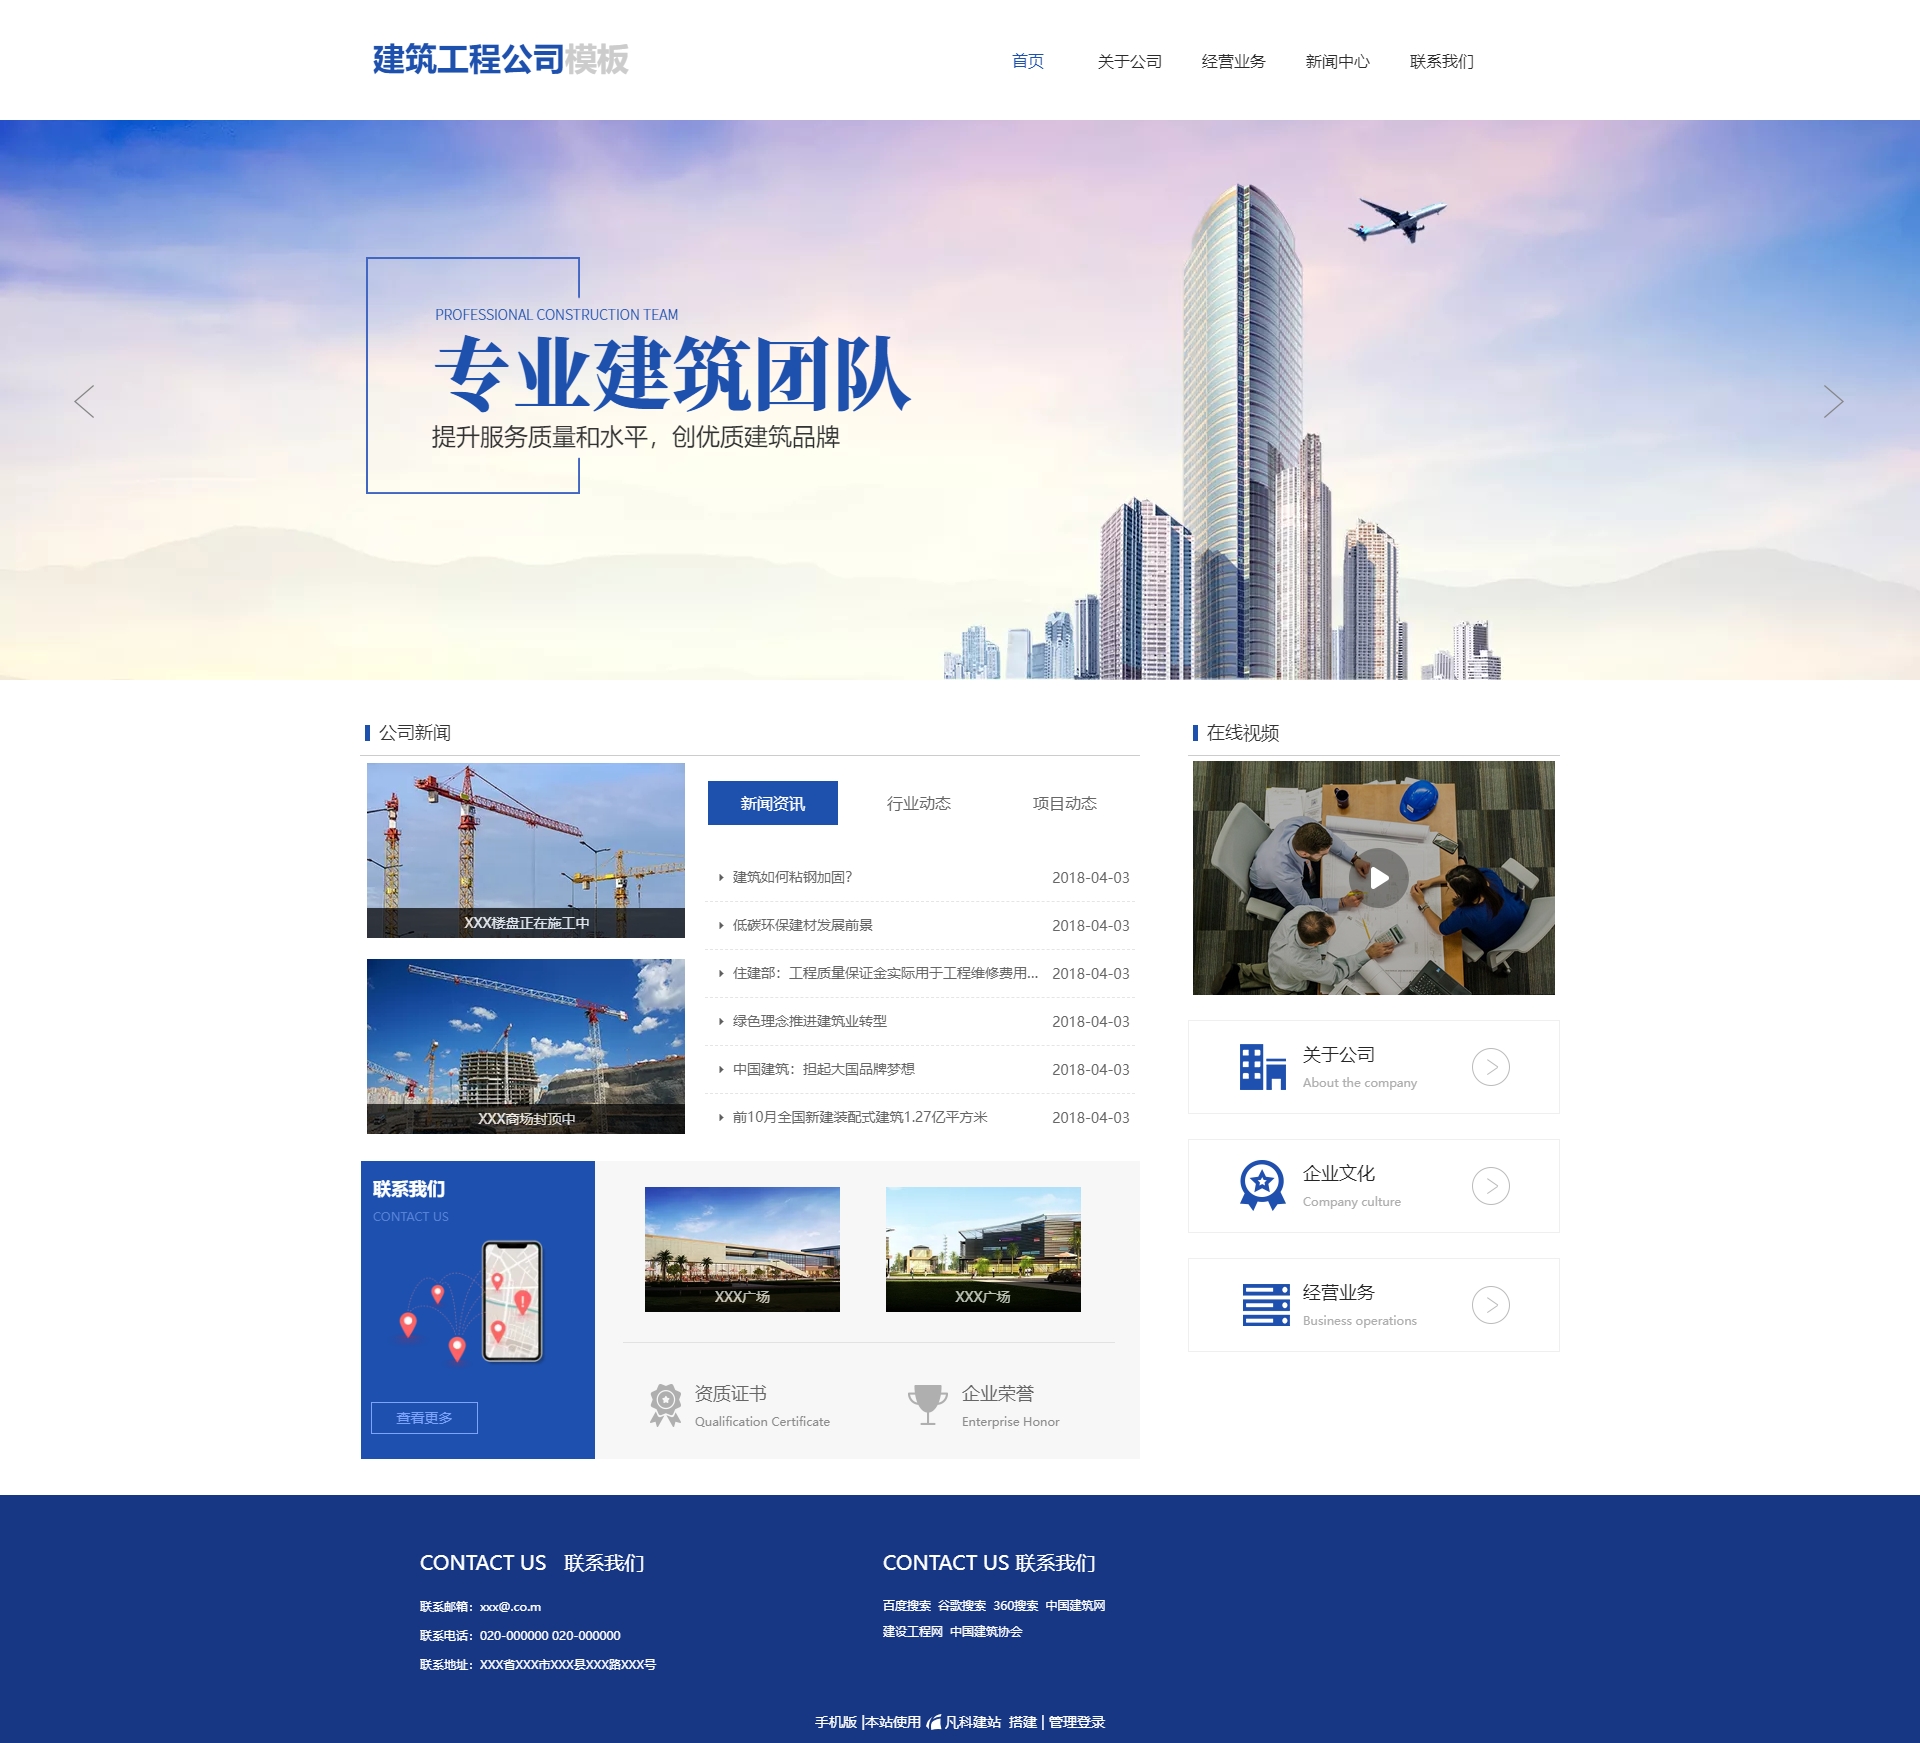 建筑工程公司模板
首页 关于公司 经营业务 新闻中心 联系我们
PROFESSIONAL CONSTRUCTION TEAM
专业建筑团队
提升服务质量和水平，创优质建筑品牌
公司新闻
XXX楼盘正在施工中
XXX商场封顶中
新闻资讯 行业动态 项目动态
建筑如何粘钢加固? 2018-04-03
低碳环保建材发展前景 2018-04-03
住建部：工程质量保证金实际用于工程维修费用... 2018-04-03
绿色理念推进建筑业转型 2018-04-03
中国建筑：担起大国品牌梦想 2018-04-03
前10月全国新建装配式建筑1.27亿平方米 2018-04-03
在线视频
关于公司
About the company
企业文化
Company culture
经营业务
Business operations
联系我们
CONTACT US
查看更多
XXX广场
XXX广场
资质证书
Qualification Certificate
企业荣誉
Enterprise Honor
CONTACT US 联系我们
联系邮箱：xxx@.co.m
联系电话：020-000000 020-000000
联系地址：XXX省XXX市XXX县XXX路XXX号
CONTACT US 联系我们
百度搜索 谷歌搜索 360搜索 中国建筑网
建设工程网 中国建筑协会
手机版 |本站使用 凡科建站 搭建 | 管理登录